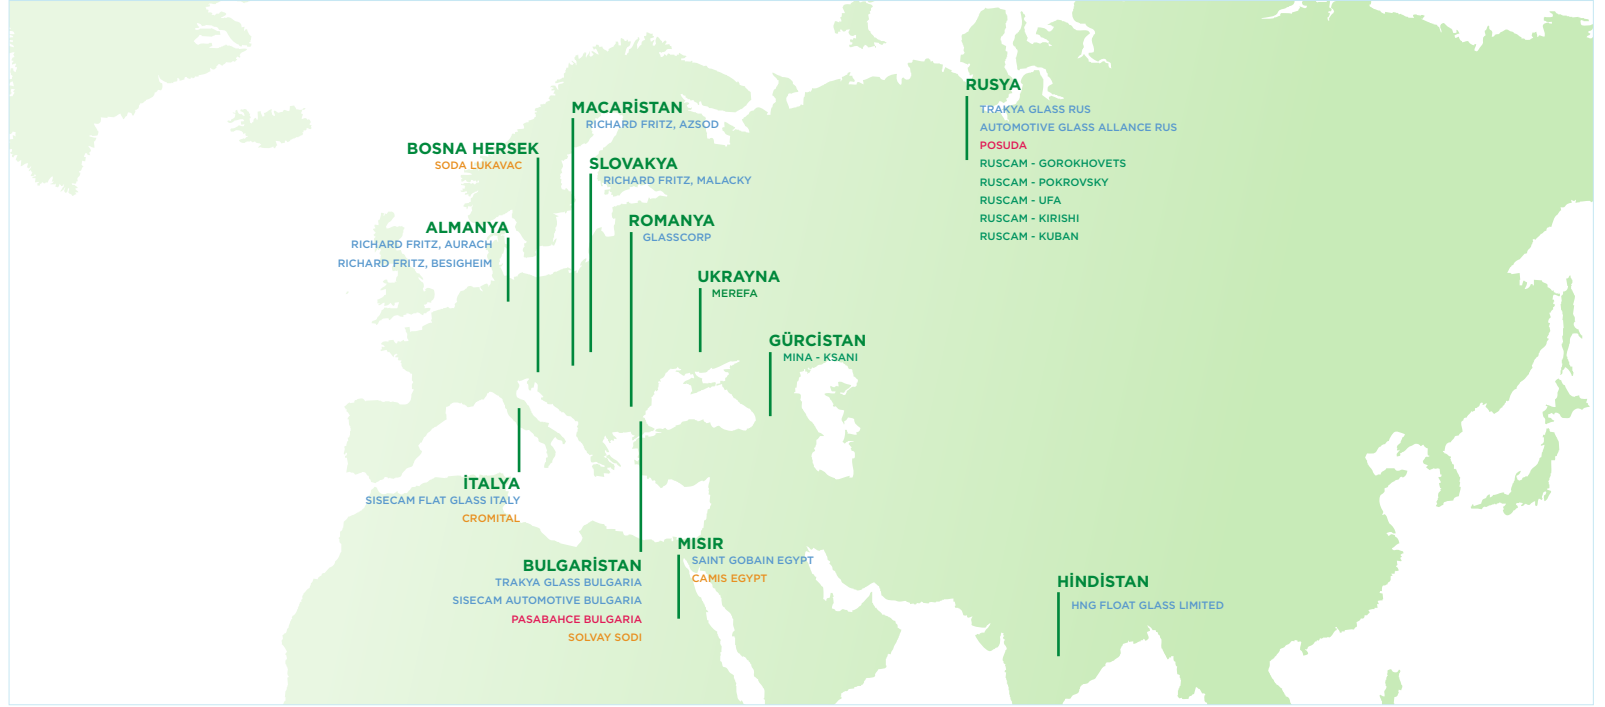 RUSYA
TRAKYA GLASS RUS
AUTOMOTIVE GLASS ALLANCE RUS
POSUDA
RUSCAM - GOROKHOVETS
RUSCAM - POKROVSKY
RUSCAM - UFA
RUSCAM - KIRISHI
RUSCAM - KUBAN
MACARİSTAN
RICHARD FRITZ, AZSOD
BOSNA HERSEK
SODA LUKAVAC
SLOVAKYA
RICHARD FRITZ, MALACKY
ALMANYA
RICHARD FRITZ, AURACH
RICHARD FRITZ, BESIGHEIM
ROMANYA
GLASSCORP
UKRAYNA
MEREFA
GÜRCİSTAN
MINA - KSANI
İTALYA
SISECAM FLAT GLASS ITALY
CROMITAL
BULGARİSTAN
TRAKYA GLASS BULGARIA
SISECAM AUTOMOTIVE BULGARIA
PASABAHCE BULGARIA
SOLVAY SODI
MISIR
SAINT GOBAIN EGYPT
CAMIS EGYPT
HİNDİSTAN
HNG FLOAT GLASS LIMITED